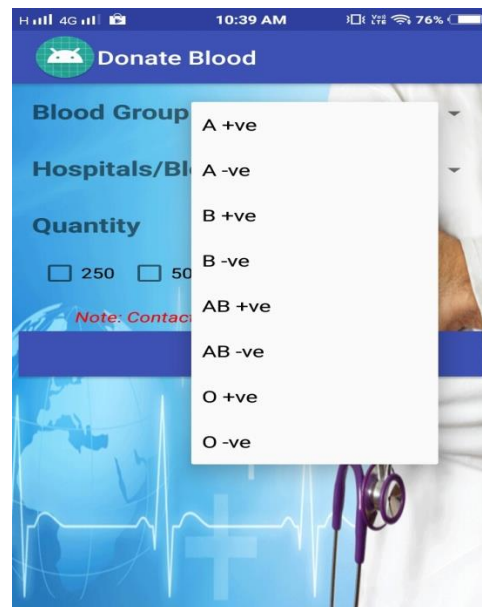 H 4G 10:39 AM 76%
Donate Blood
Blood Group
A +ve
Hospitals/Bl
A -ve
B +ve
Quantity
B -ve
250 50
AB +ve
Note: Contac
AB -ve
O +ve
O -ve